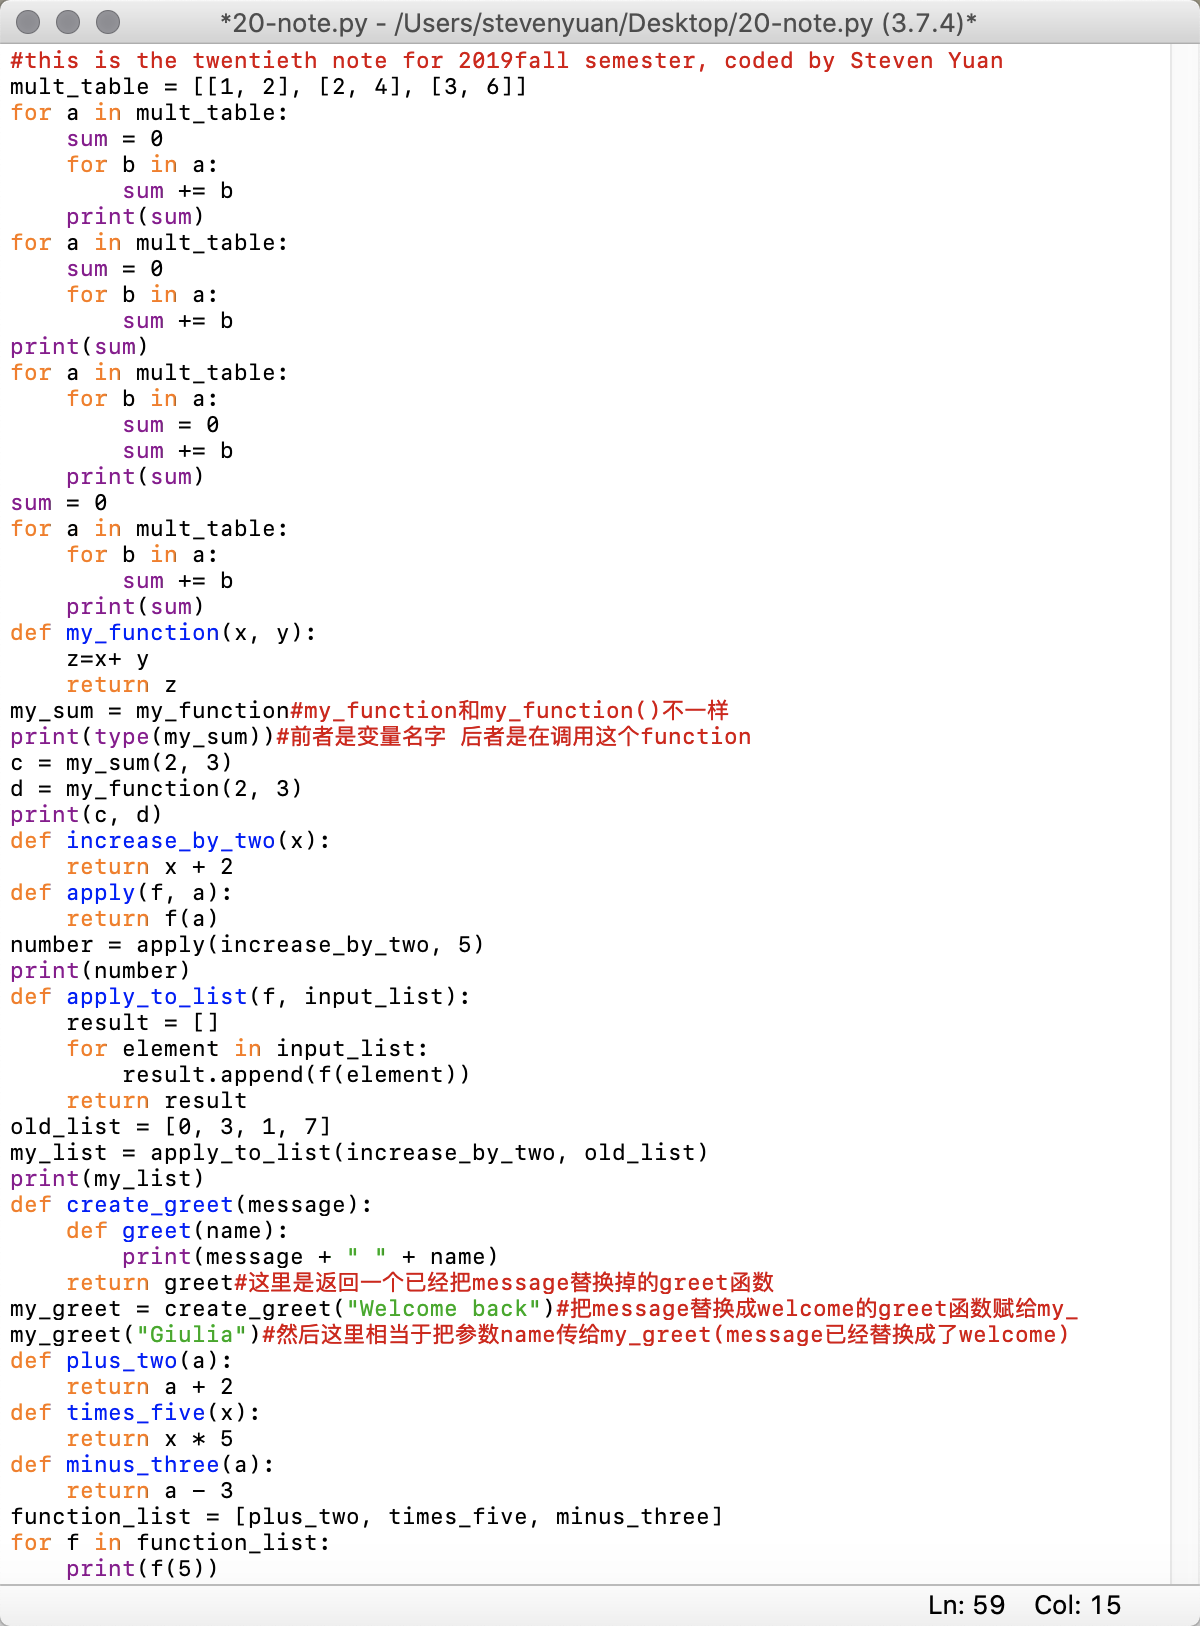 *20-note.py - /Users/stevenyuan/Desktop/20-note.py (3.7.4)*
#this is the twentieth note for 2019fall semester, coded by Steven Yuan
mult_table = [[1, 2], [2, 4], [3, 6]]
for a in mult_table:
    sum = 0
    for b in a:
        sum += b
    print(sum)
for a in mult_table:
    sum = 0
    for b in a:
        sum += b
print(sum)
for a in mult_table:
    for b in a:
        sum = 0
        sum += b
    print(sum)
sum = 0
for a in mult_table:
    for b in a:
        sum += b
    print(sum)
def my_function(x, y):
    z=x+ y
    return z
my_sum = my_function#my_function和my_function()不一样
print(type(my_sum))#前者是变量名字 后者是在调用这个function
c = my_sum(2, 3)
d = my_function(2, 3)
print(c, d)
def increase_by_two(x):
    return x + 2
def apply(f, a):
    return f(a)
number = apply(increase_by_two, 5)
print(number)
def apply_to_list(f, input_list):
    result = []
    for element in input_list:
        result.append(f(element))
    return result
old_list = [0, 3, 1, 7]
my_list = apply_to_list(increase_by_two, old_list)
print(my_list)
def create_greet(message):
    def greet(name):
        print(message + " " + name)
    return greet#这里是返回一个已经把message替换掉的greet函数
my_greet = create_greet("Welcome back")#把message替换成welcome的greet函数赋给my_
my_greet("Giulia")#然后这里相当于把参数name传给my_greet(message已经替换成了welcome)
def plus_two(a):
    return a + 2
def times_five(x):
    return x * 5
def minus_three(a):
    return a - 3
function_list = [plus_two, times_five, minus_three]
for f in function_list:
    print(f(5))
Ln: 59 Col: 15